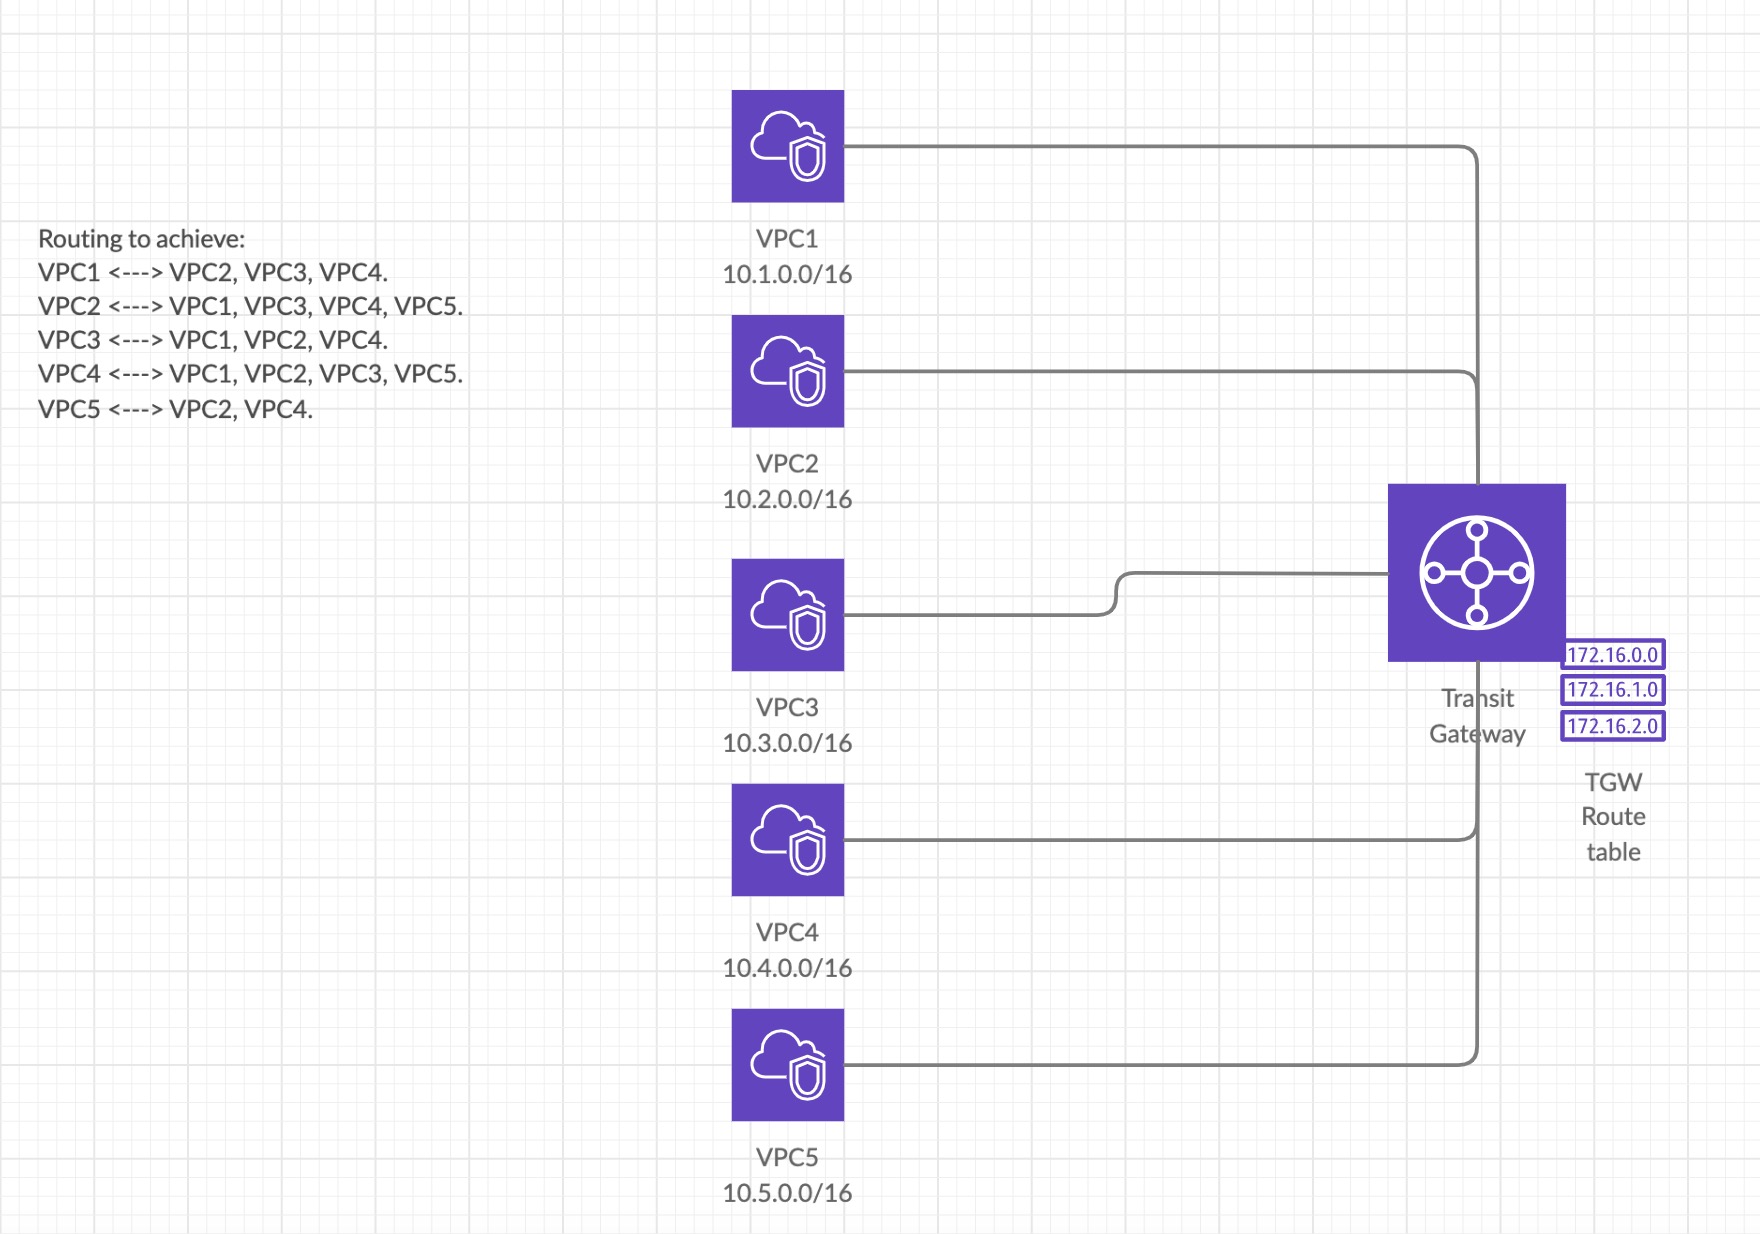 Routing to achieve:
VPC1 <---> VPC2, VPC3, VPC4.
VPC2 <---> VPC1, VPC3, VPC4, VPC5.
VPC3 <---> VPC1, VPC2, VPC4.
VPC4 <---> VPC1, VPC2, VPC3, VPC5.
VPC5 <---> VPC2, VPC4.
VPC1
10.1.0.0/16
VPC2
10.2.0.0/16
VPC3
10.3.0.0/16
VPC4
10.4.0.0/16
VPC5
10.5.0.0/16
Transit
Gateway
172.16.0.0
172.16.1.0
172.16.2.0
TGW
Route
table